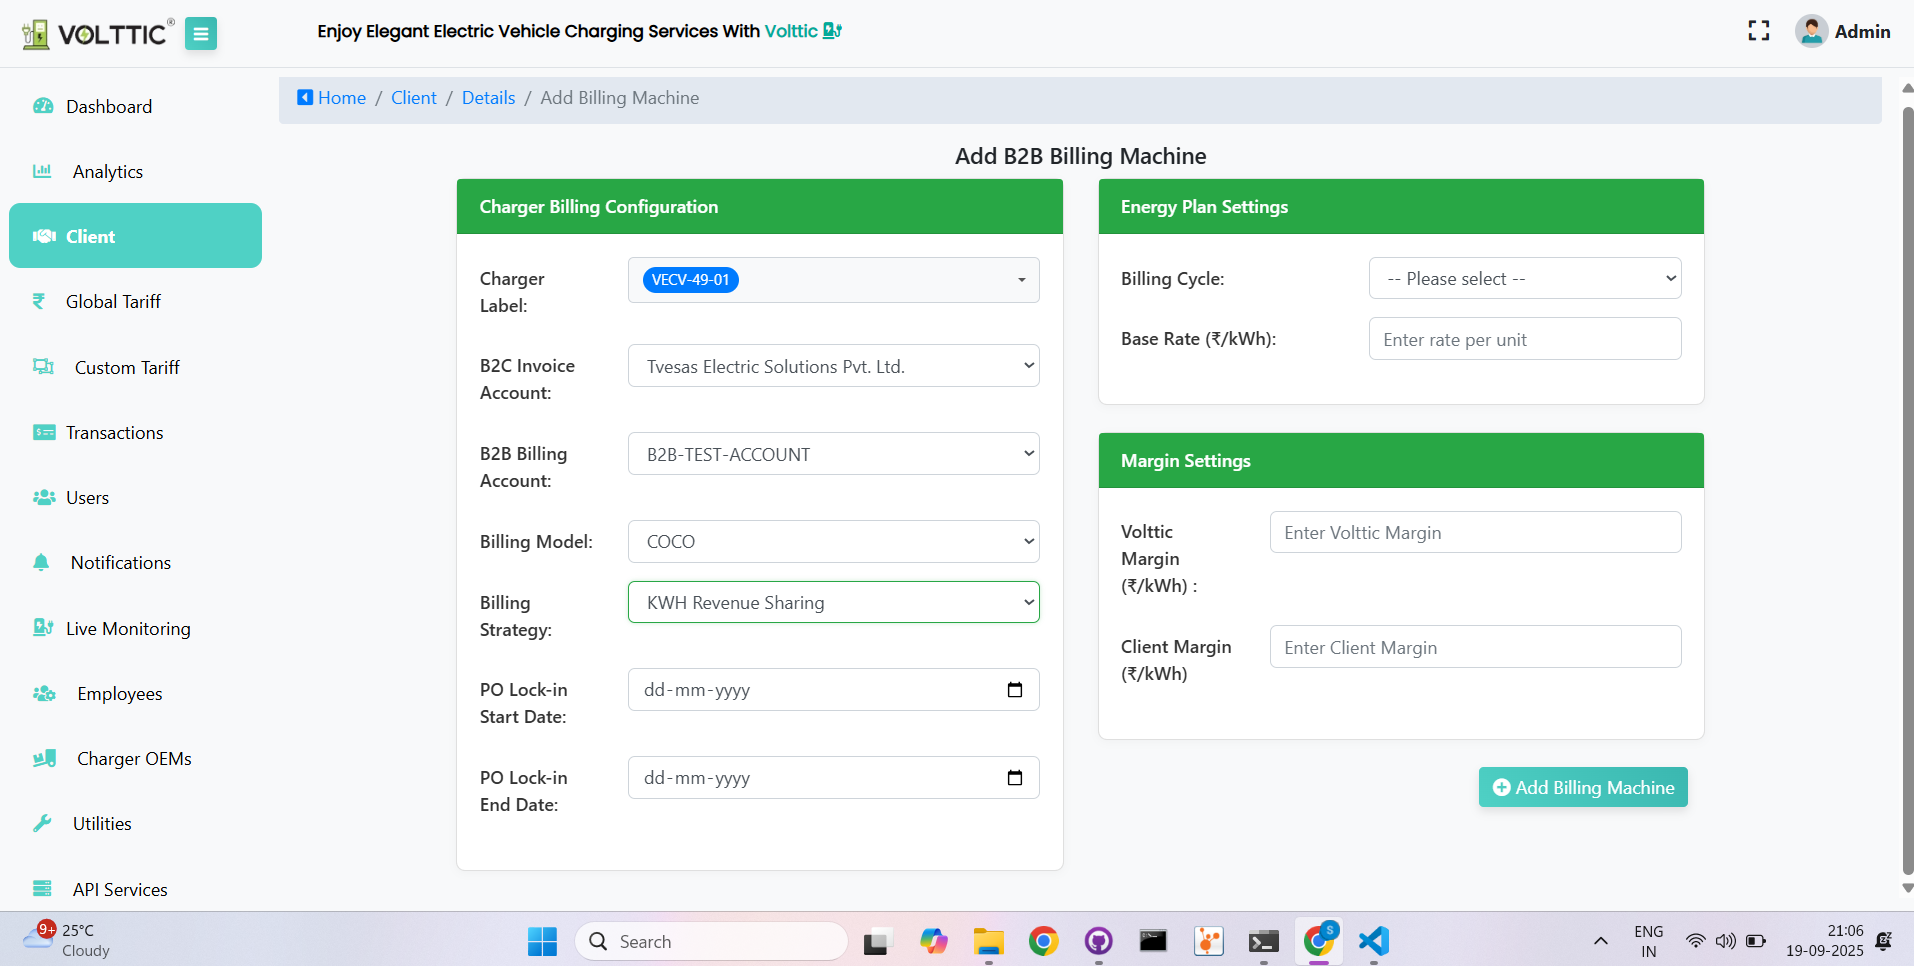 VOLTTIC®
Enjoy Elegant Electric Vehicle Charging Services With Volttic
Admin
Dashboard
Analytics
Client
Global Tariff
Custom Tariff
Transactions
Users
Notifications
Live Monitoring
Employees
Charger OEMs
Utilities
API Services
Home / Client / Details / Add Billing Machine
Add B2B Billing Machine
Charger Billing Configuration
Charger
Label:
VECV-49-01
B2C Invoice
Account:
Tvesas Electric Solutions Pvt. Ltd.
B2B Billing
Account:
B2B-TEST-ACCOUNT
Billing Model:
COCO
Billing
Strategy:
KWH Revenue Sharing
PO Lock-in
Start Date:
dd-mm-yyyy
PO Lock-in
End Date:
dd-mm-yyyy
Energy Plan Settings
Billing Cycle:
-- Please select --
Base Rate (₹/kWh):
Enter rate per unit
Margin Settings
Volttic
Margin
(₹/kWh) :
Enter Volttic Margin
Client Margin
(₹/kWh)
Enter Client Margin
Add Billing Machine
9+
25°C
Cloudy
Search
S
ENG
IN
21:06
19-09-2025